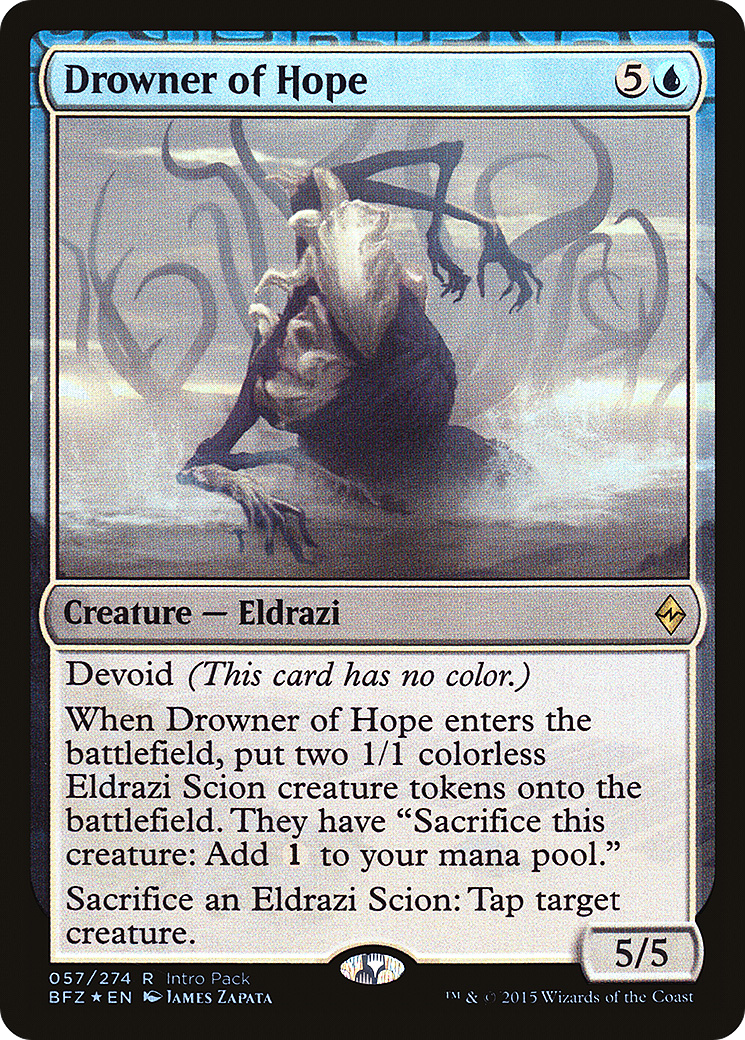 Drowner of Hope 5
Creature — Eldrazi
Devoid (This card has no color.)
When Drowner of Hope enters the
battlefield, put two 1/1 colorless
Eldrazi Scion creature tokens onto the
battlefield. They have “Sacrifice this
creature: Add 1 to your mana pool.”
Sacrifice an Eldrazi Scion: Tap target
creature.
5/5
057/274 R Intro Pack
BFZ ★ EN James Zapata
™ & © 2015 Wizards of the Coast